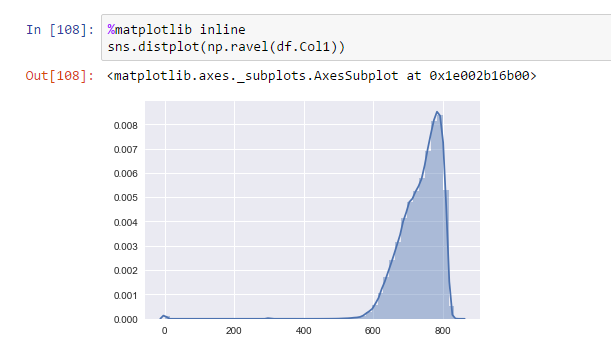 In [108]: %matplotlib inline
sns.distplot(np.ravel(df.Col1))
Out[108]: <matplotlib.axes._subplots.AxesSubplot at 0x1e002b16b00>
0.008
0.007
0.006
0.005
0.004
0.003
0.002
0.001
0.000
0 200 400 600 800